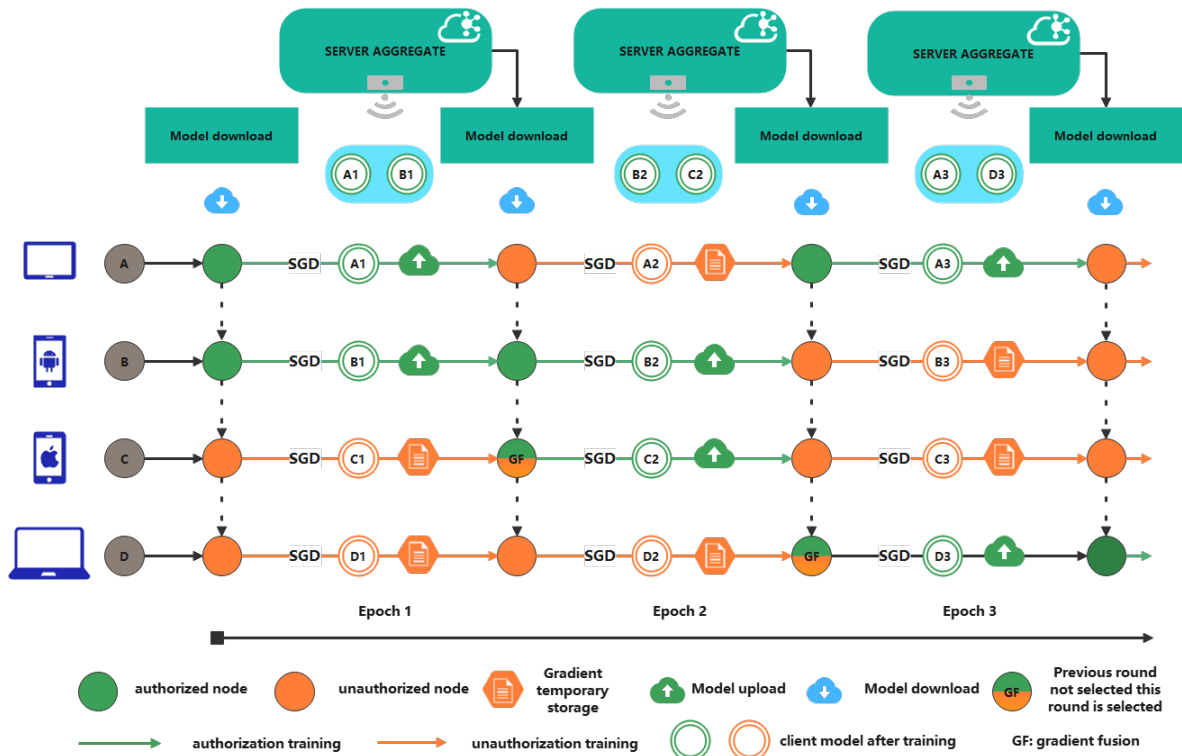 SERVER AGGREGATE
SERVER AGGREGATE
SERVER AGGREGATE
Model download
Model download
Model download
Model download
A1 B1
B2 C2
A3 D3
A SGD A1 SGD A2 SGD A3
B SGD B1 SGD B2 SGD B3
C SGD C1 GF SGD C2 SGD C3
D SGD D1 SGD D2 GF SGD D3
Epoch 1 Epoch 2 Epoch 3
authorized node
unauthorized node
Gradient
temporary
storage
Model upload
Model download
GF
Previous round
not selected this
round is selected
authorization training
unauthorization training
client model after training
GF: gradient fusion